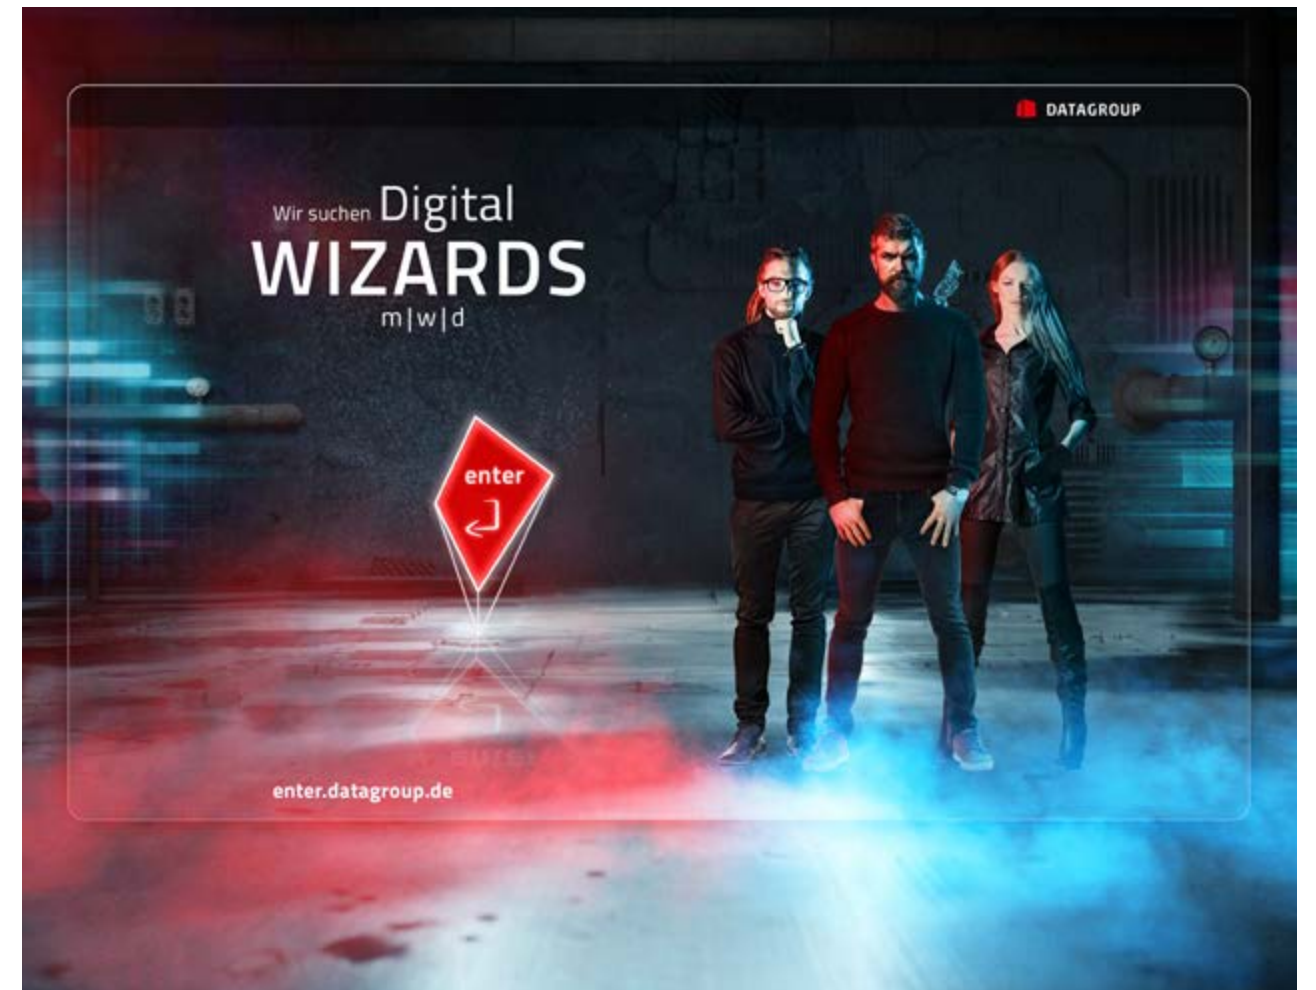 DATAGROUP
Wir suchen Digital
WIZARDS
m|w|d
enter
enter.datagroup.de